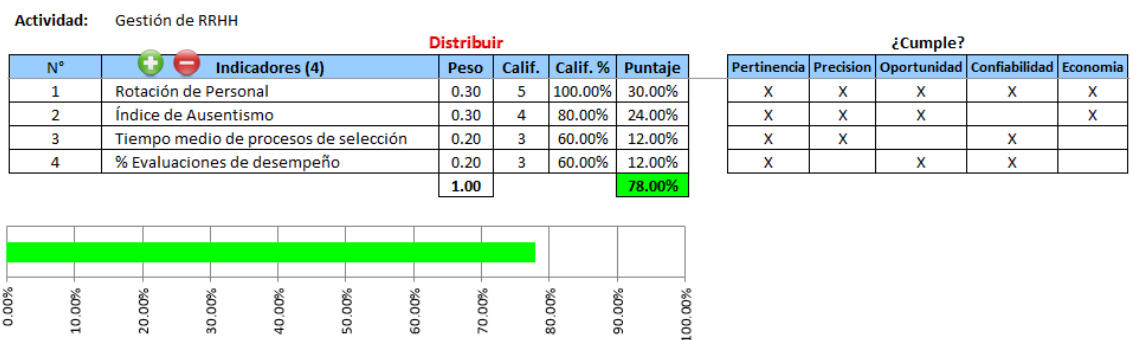 Actividad: Gestión de RRHH
Distribuir ¿Cumple?
N° Indicadores (4) Peso Calif. Calif. % Puntaje Pertinencia Precision Oportunidad Confiabilidad Economia
1 Rotación de Personal 0.30 5 100.00% 30.00% X X X X X
2 Índice de Ausentismo 0.30 4 80.00% 24.00% X X X X
3 Tiempo medio de procesos de selección 0.20 3 60.00% 12.00% X X X
4 % Evaluaciones de desempeño 0.20 3 60.00% 12.00% X X X
1.00 78.00%
0.00% 10.00% 20.00% 30.00% 40.00% 50.00% 60.00% 70.00% 80.00% 90.00% 100.00%